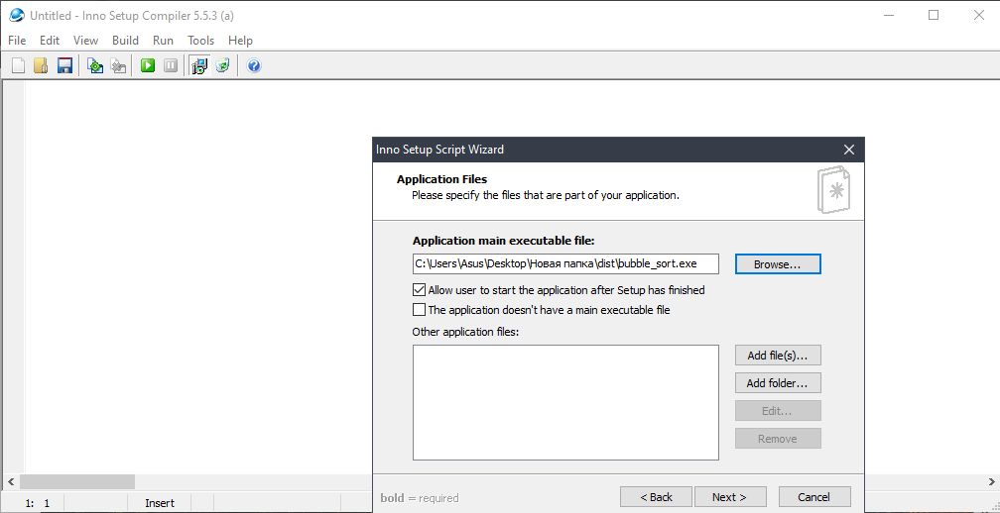 Untitled - Inno Setup Compiler 5.5.3 (a)
File Edit View Build Run Tools Help
Inno Setup Script Wizard
Application Files
Please specify the files that are part of your application.
Application main executable file:
C:\Users\Asus\Desktop\Новая папка\dist\bubble_sort.exe
Browse...
Allow user to start the application after Setup has finished
The application doesn't have a main executable file
Other application files:
Add file(s)...
Add folder...
Edit...
Remove
bold = required
< Back Next > Cancel
1: 1 Insert